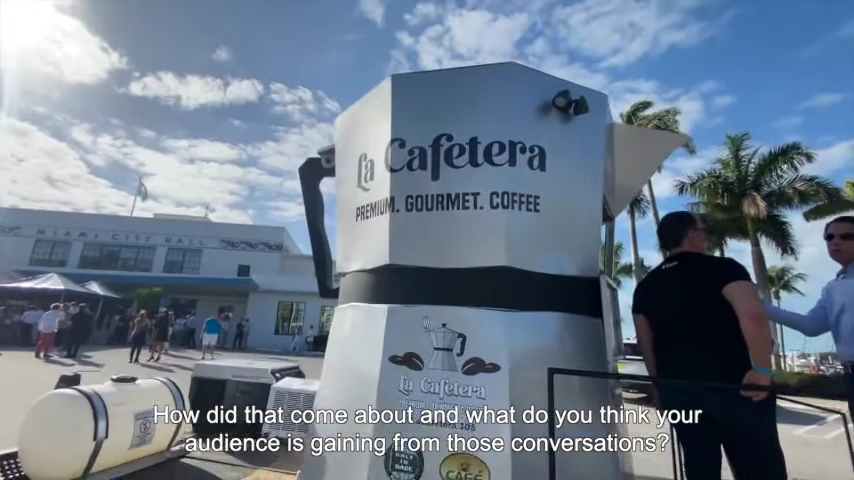 MIAMI CITY HALL
La Cafetera
PREMIUM. GOURMET. COFFEE
La Cafetera
How did that come about and what do you think your
audience is gaining from those conversations?
CAFÉ